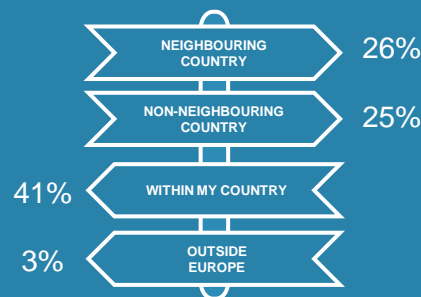 NEIGHBOURING
COUNTRY
26%
NON-NEIGHBOURING
COUNTRY
25%
41%
WITHIN MY COUNTRY
3%
OUTSIDE
EUROPE